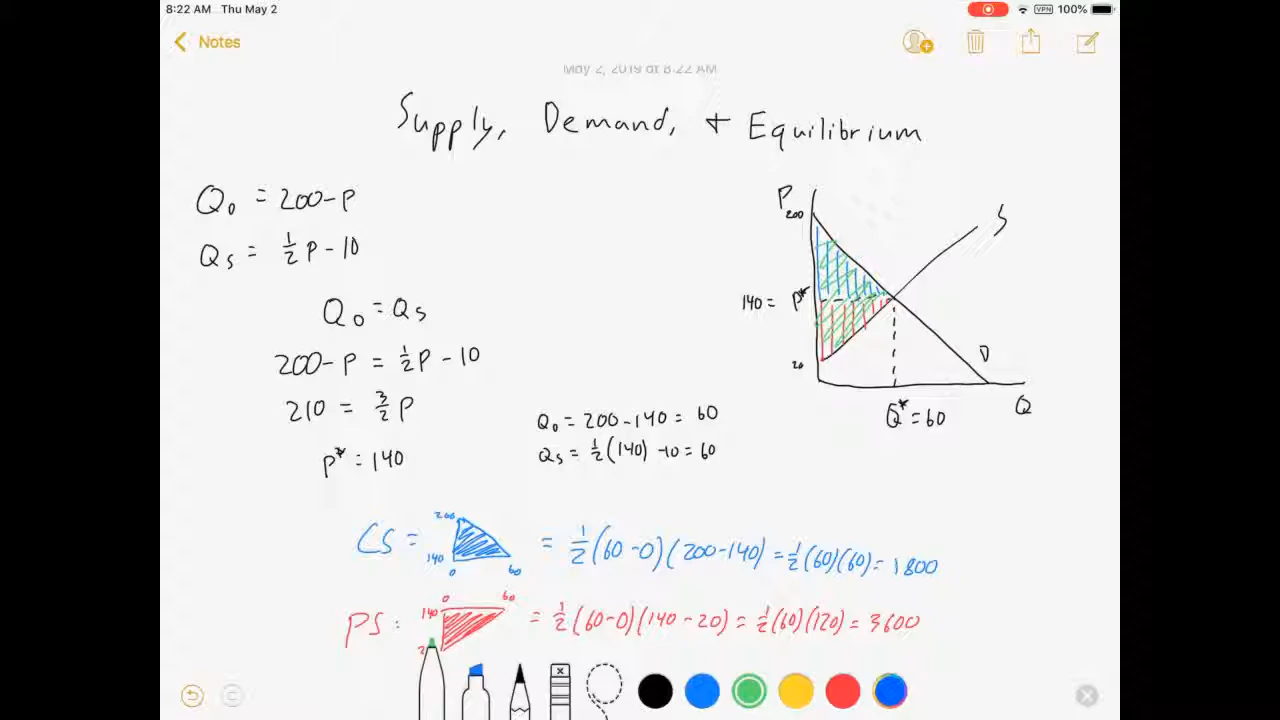 8:22 AM Thu May 2
VPN 100%
Notes
May 2, 2019 at 8:22 AM
Supply, Demand, + Equilibrium
Q_D = 200-P
Q_S = 1/2 P - 10
Q_D = Q_S
200-P = 1/2 P - 10
210 = 3/2 P
P* = 140
Q_D = 200-140 = 60
Q_S = 1/2 (140) -10 = 60
P
200
S
140 = P*
20
D
Q* = 60
Q
CS =
200
140
0
60
= 1/2 (60-0)(200-140) = 1/2 (60)(60) = 1800
PS:
0
60
140
= 1/2 (60-0)(140-20) = 1/2 (60)(120) = 3600